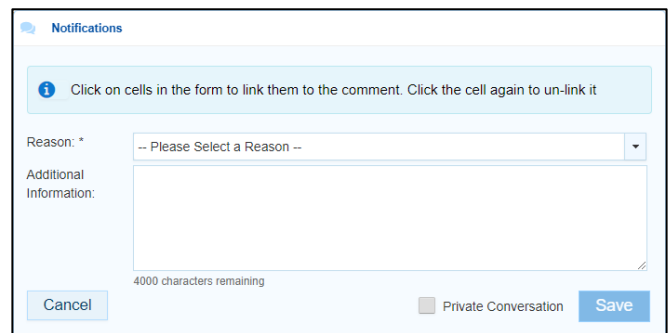 Notifications
Click on cells in the form to link them to the comment. Click the cell again to un-link it
Reason: *
-- Please Select a Reason --
Additional
Information:
4000 characters remaining
Cancel
Private Conversation
Save